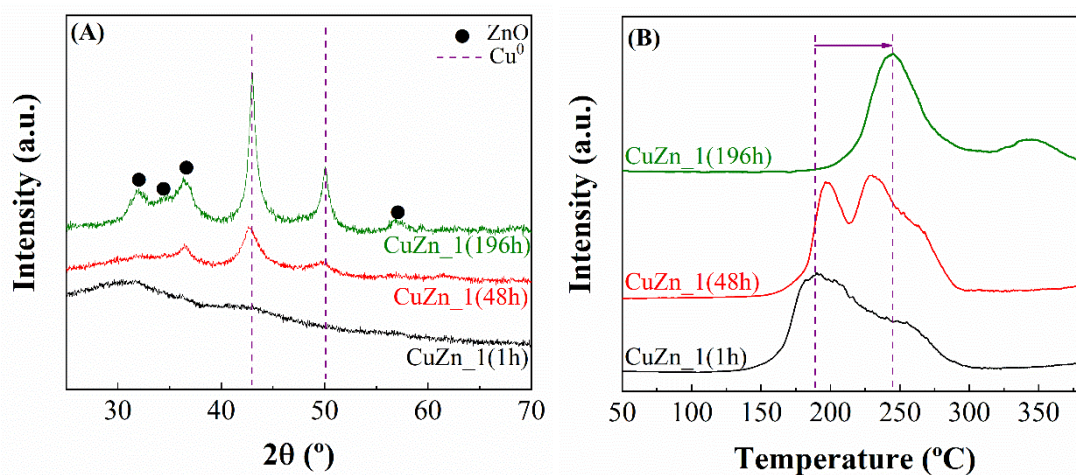 (A)
ZnO
Cu⁰
CuZn_1(196h)
CuZn_1(48h)
CuZn_1(1h)
Intensity (a.u.)
30 40 50 60 70
2θ (º)
(B)
CuZn_1(196h)
CuZn_1(48h)
CuZn_1(1h)
Intensity (a.u.)
50 100 150 200 250 300 350
Temperature (ºC)